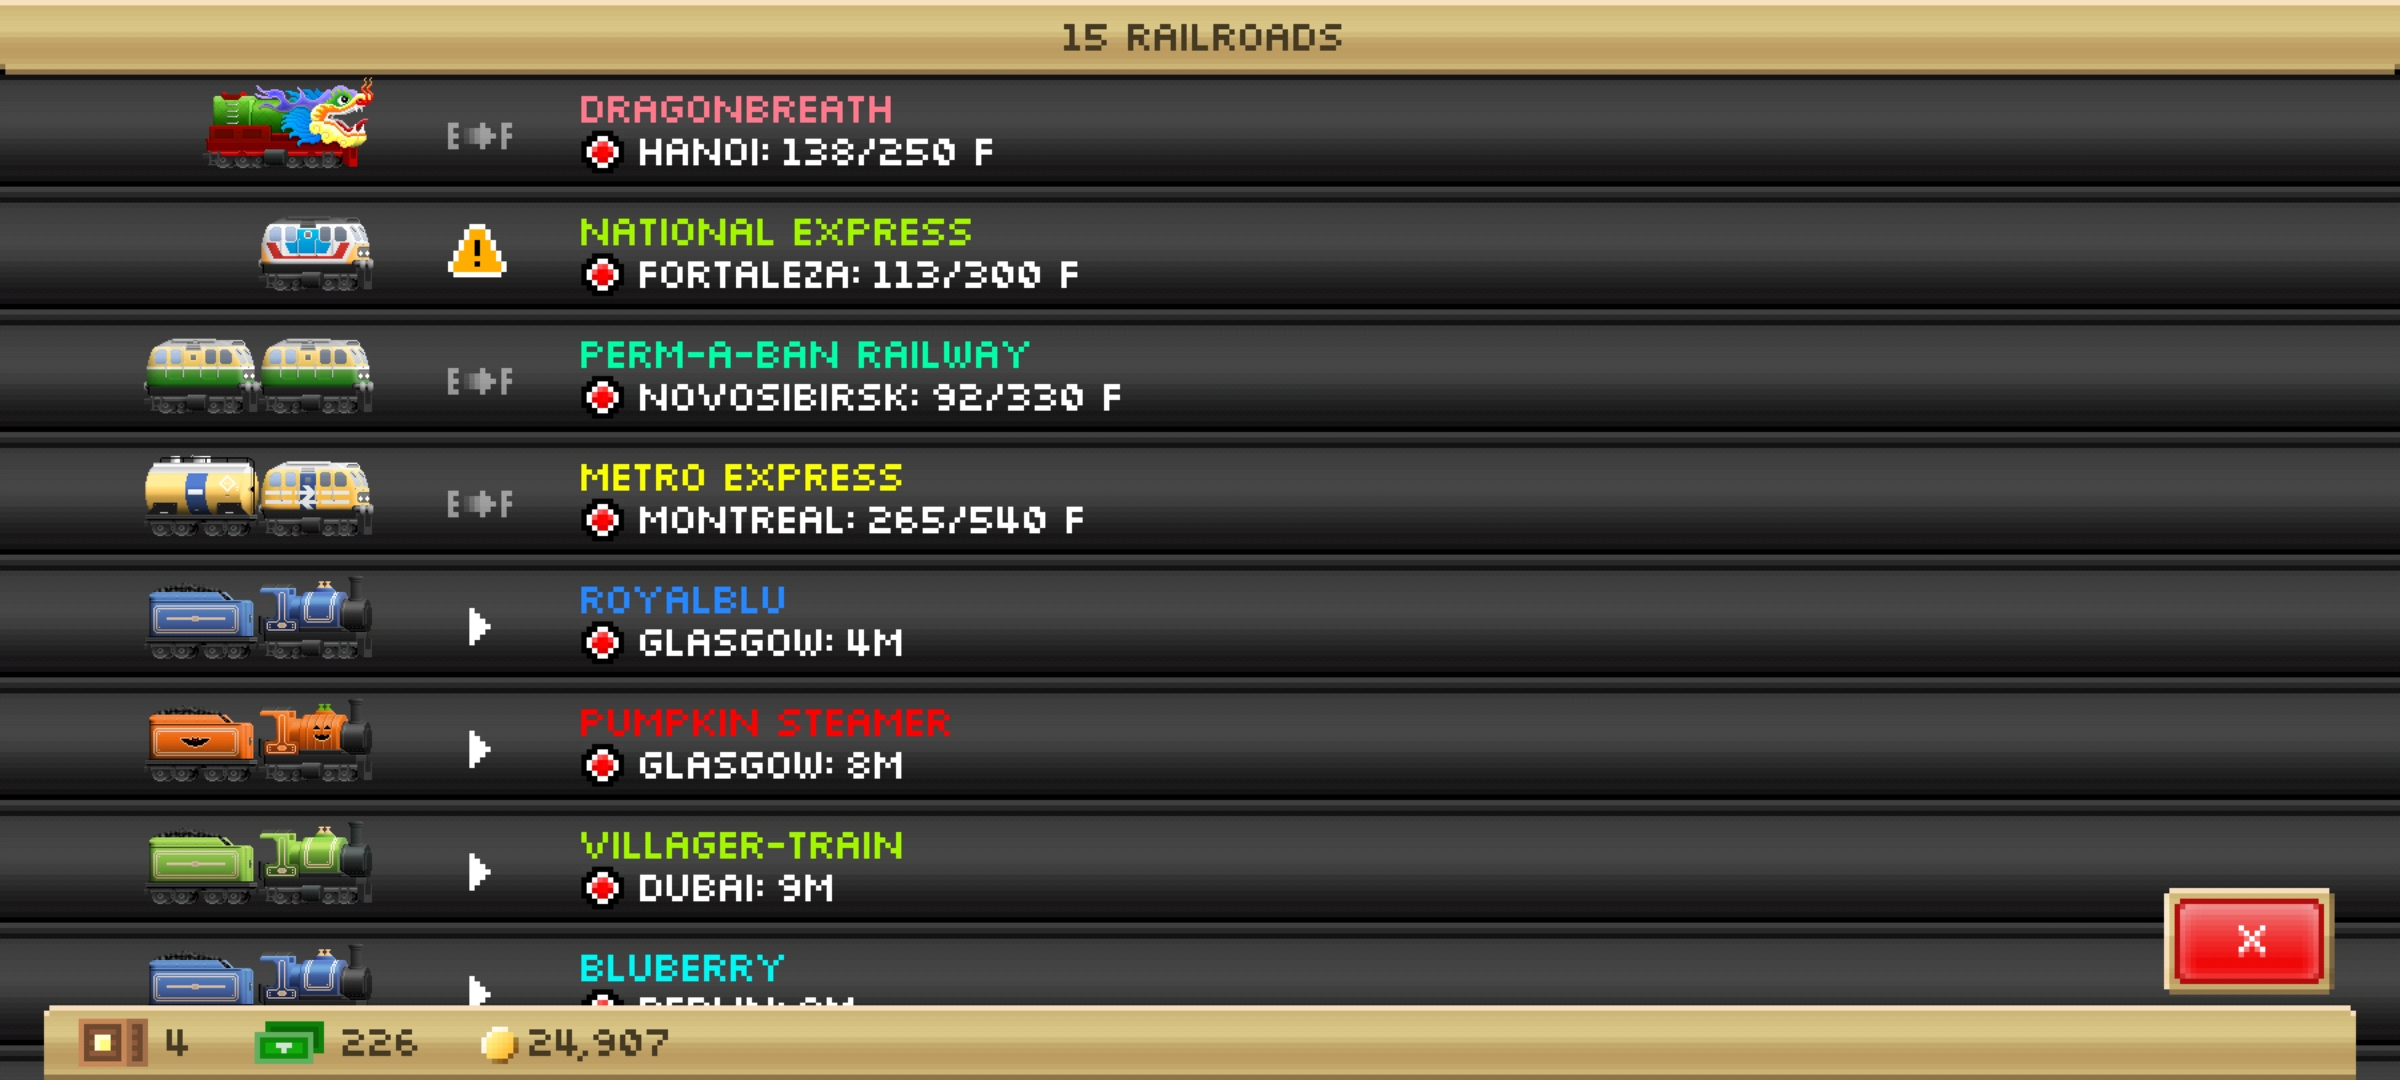 15 RAILROADS
DRAGONBREATH
E F
HANOI: 138/250 F
NATIONAL EXPRESS
!
FORTALEZA: 113/300 F
PERM-A-BAN RAILWAY
E F
NOVOSIBIRSK: 92/330 F
METRO EXPRESS
E F
MONTREAL: 265/540 F
ROYALBLU
GLASGOW: 4M
PUMPKIN STEAMER
GLASGOW: 8M
VILLAGER-TRAIN
DUBAI: 9M
BLUBERRY
X
4 226 24,907